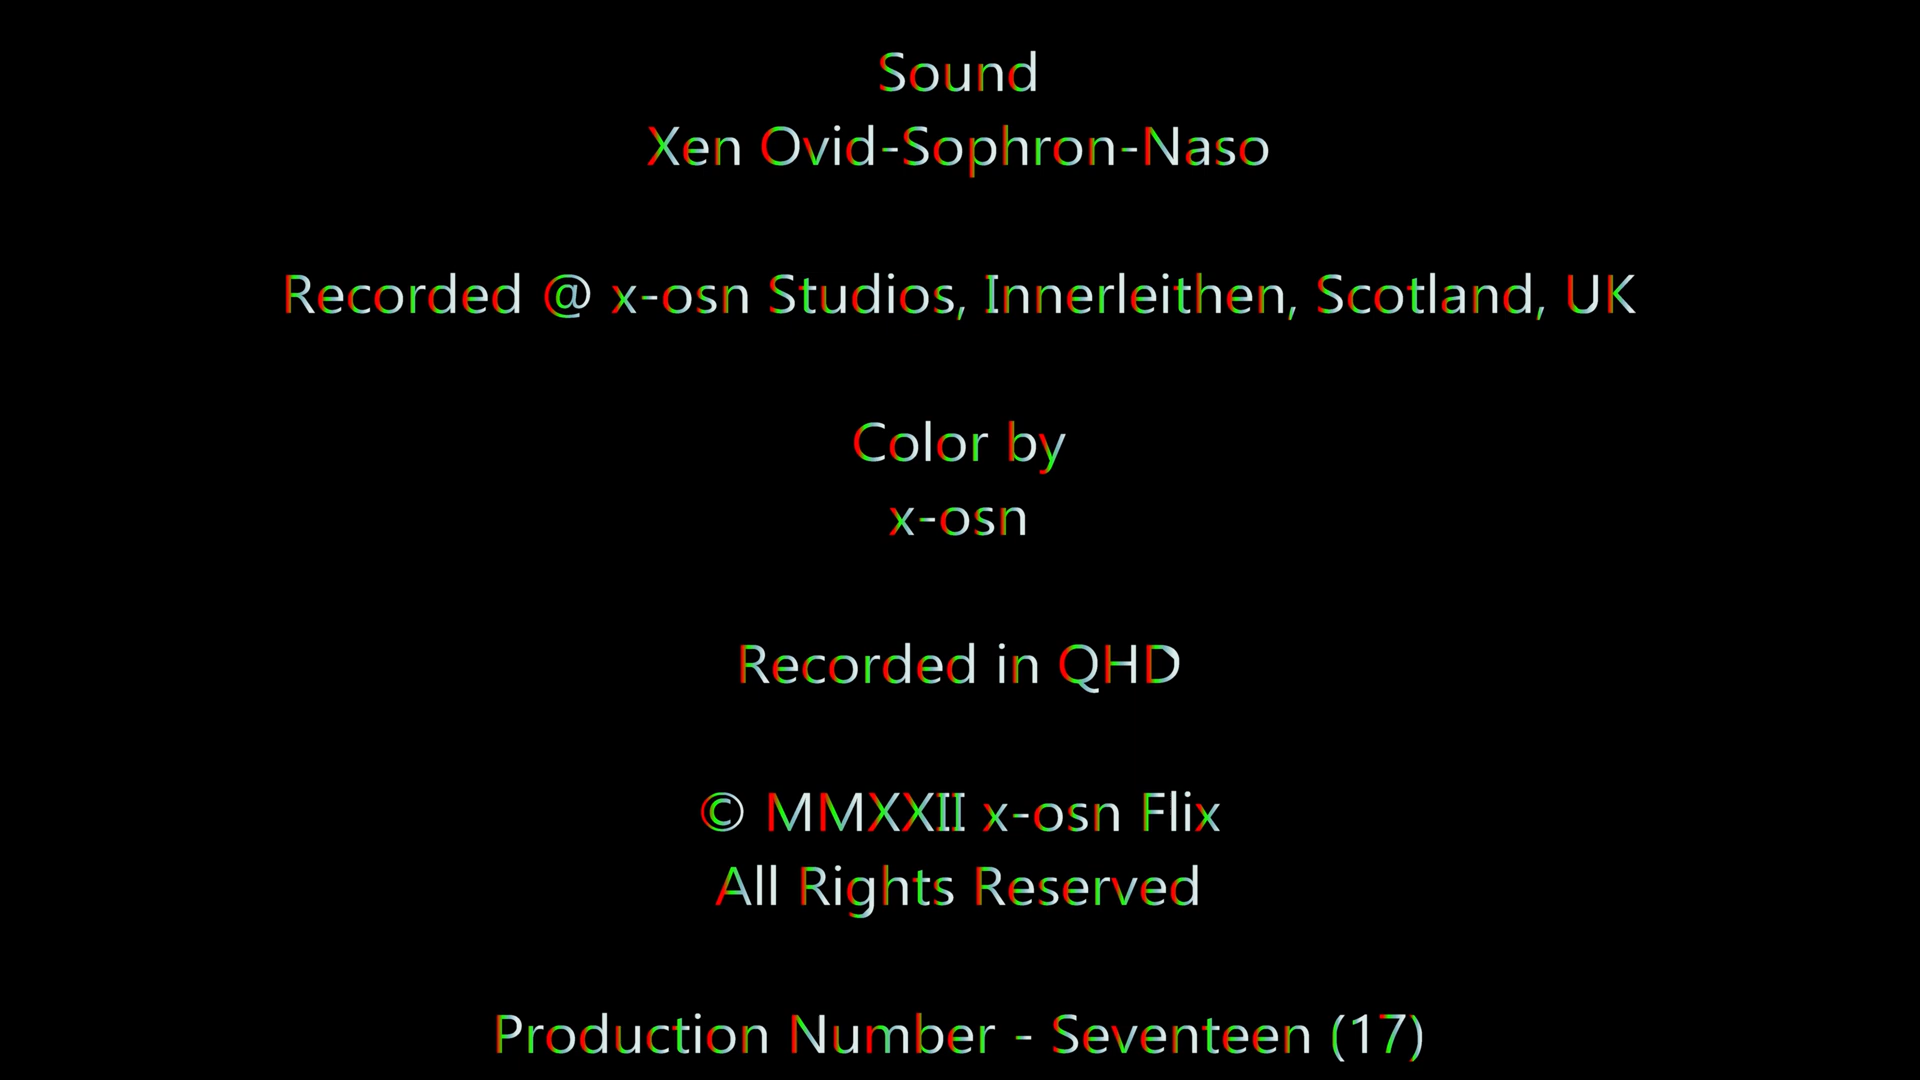 Sound
Xen Ovid-Sophron-Naso
Recorded @ x-osn Studios, Innerleithen, Scotland, UK
Color by
x-osn
Recorded in QHD
© MMXXII x-osn Flix
All Rights Reserved
Production Number - Seventeen (17)